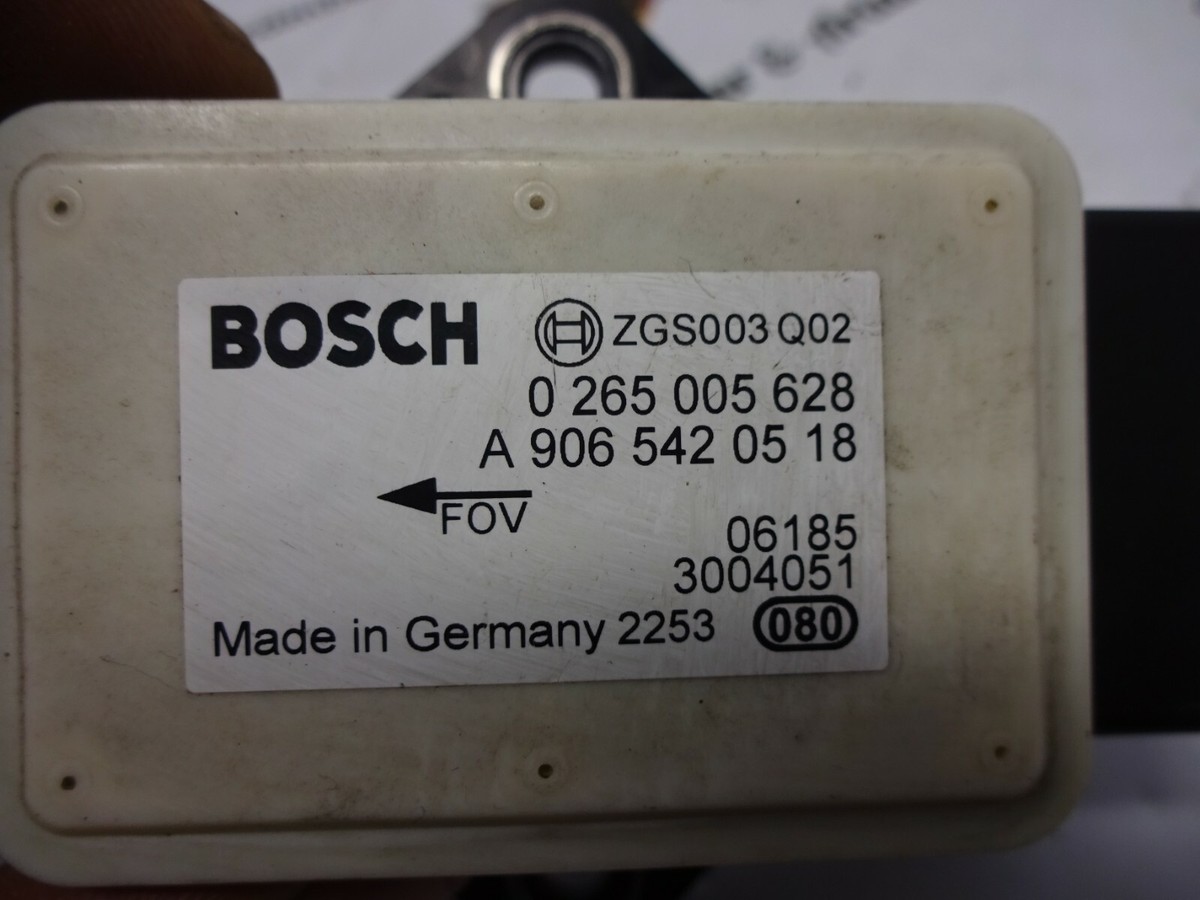 BOSCH ZGS003 Q02
0 265 005 628
A 906 542 05 18
FOV
06185
3004051
Made in Germany 2253 080